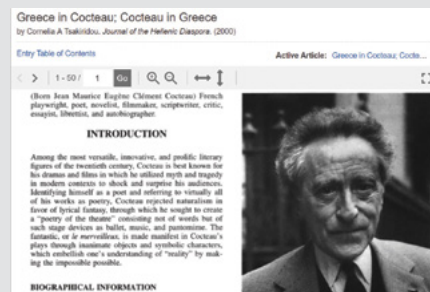 Greece in Cocteau; Cocteau in Greece
by Cornelia A Tsakiridou, Journal of the Hellenic Diaspora. (2000)
Entry Table of Contents
Active Article: Greece in Cocteau; Cocte...
1 - 50 / 1 Go
(Born Jean Maurice Eugène Clément Cocteau) French
playwright, poet, novelist, filmmaker, scriptwriter, critic,
essayist, librettist, and autobiographer.
INTRODUCTION
Among the most versatile, innovative, and prolific literary
figures of the twentieth century, Cocteau is best known for
his dramas and films in which he utilized myth and tragedy
in modern contexts to shock and surprise his audiences.
Identifying himself as a poet and referring to virtually all
of his works as poetry, Cocteau rejected naturalism in
favor of lyrical fantasy, through which he sought to create
a "poetry of the theatre" consisting not of words but of
such stage devices as ballet, music, and pantomime. The
fantastic, or le merveilleux, is made manifest in Cocteau's
plays through inanimate objects and symbolic characters,
which embellish one's understanding of "reality" by mak-
ing the impossible possible.
BIOGRAPHICAL INFORMATION